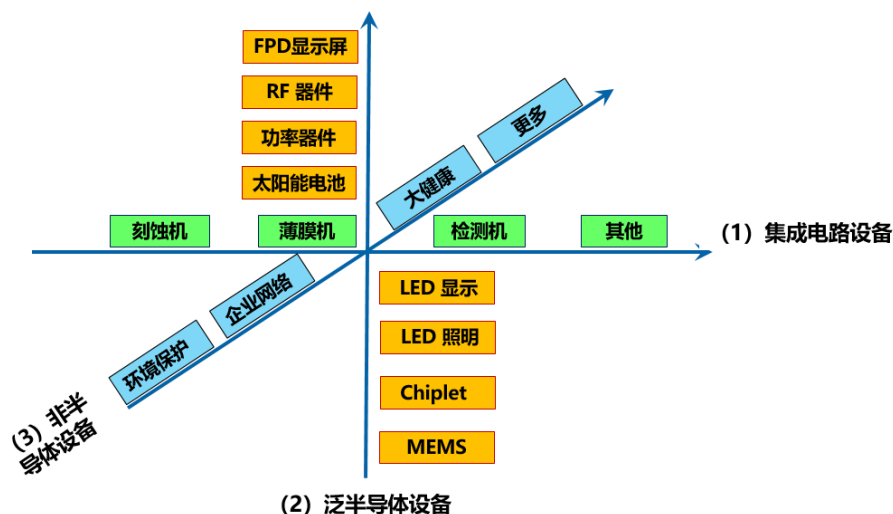 FPD显示屏
RF 器件
功率器件
太阳能电池
更多
大健康
刻蚀机
薄膜机
检测机
其他
(1)集成电路设备
企业网络
环境保护
LED 显示
LED 照明
Chiplet
MEMS
(3)非半
导体设备
(2)泛半导体设备